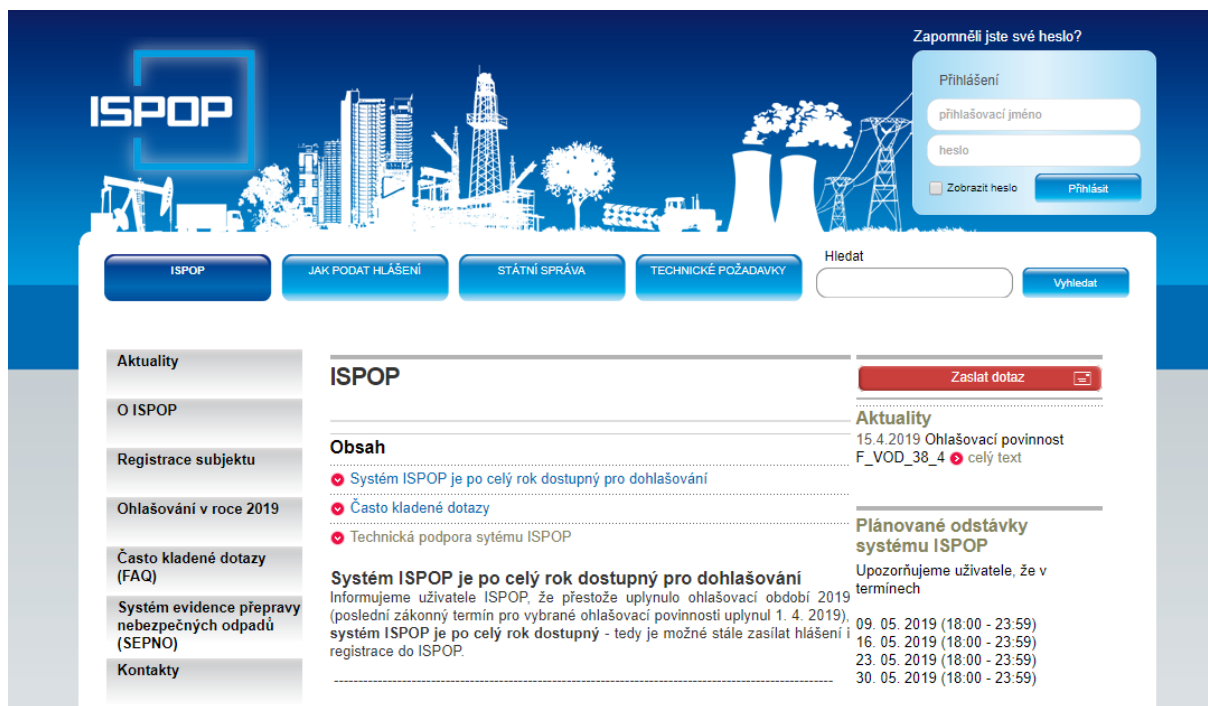 Zapomněli jste své heslo?
ISPOP
Přihlášení
přihlašovací jméno
heslo
Zobrazit heslo
Přihlásit
ISPOP
JAK PODAT HLÁŠENÍ
STÁTNÍ SPRÁVA
TECHNICKÉ POŽADAVKY
Hledat
Vyhledat
Aktuality
O ISPOP
Registrace subjektu
Ohlašování v roce 2019
Často kladené dotazy
(FAQ)
Systém evidence přepravy
nebezpečných odpadů
(SEPNO)
Kontakty
ISPOP
Obsah
Systém ISPOP je po celý rok dostupný pro dohlašování
Často kladené dotazy
Technická podpora sytému ISPOP
Systém ISPOP je po celý rok dostupný pro dohlašování
Informujeme uživatele ISPOP, že přestože uplynulo ohlašovací období 2019
(poslední zákonný termín pro vybrané ohlašovací povinnosti uplynul 1. 4. 2019),
systém ISPOP je po celý rok dostupný - tedy je možné stále zasílat hlášení i
registrace do ISPOP.
Zaslat dotaz
Aktuality
15.4.2019 Ohlašovací povinnost
F_VOD_38_4 celý text
Plánované odstávky
systému ISPOP
Upozorňujeme uživatele, že v
termínech
09. 05. 2019 (18:00 - 23:59)
16. 05. 2019 (18:00 - 23:59)
23. 05. 2019 (18:00 - 23:59)
30. 05. 2019 (18:00 - 23:59)